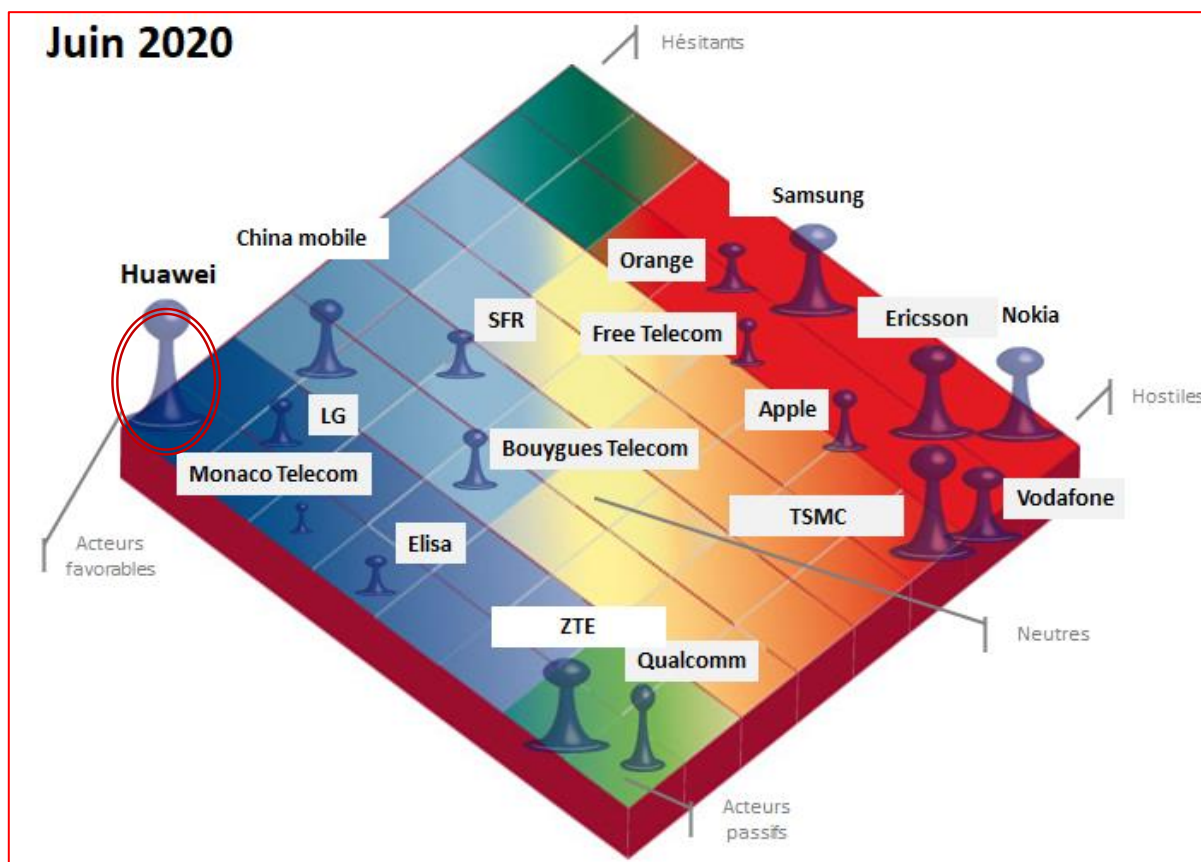 Juin 2020
Hésitants
Samsung
China mobile
Orange
Huawei
SFR
Free Telecom
Ericsson
Nokia
Hostiles
LG
Apple
Bouygues Telecom
Monaco Telecom
Vodafone
TSMC
Elisa
Acteurs
favorables
ZTE
Neutres
Qualcomm
Acteurs
passifs